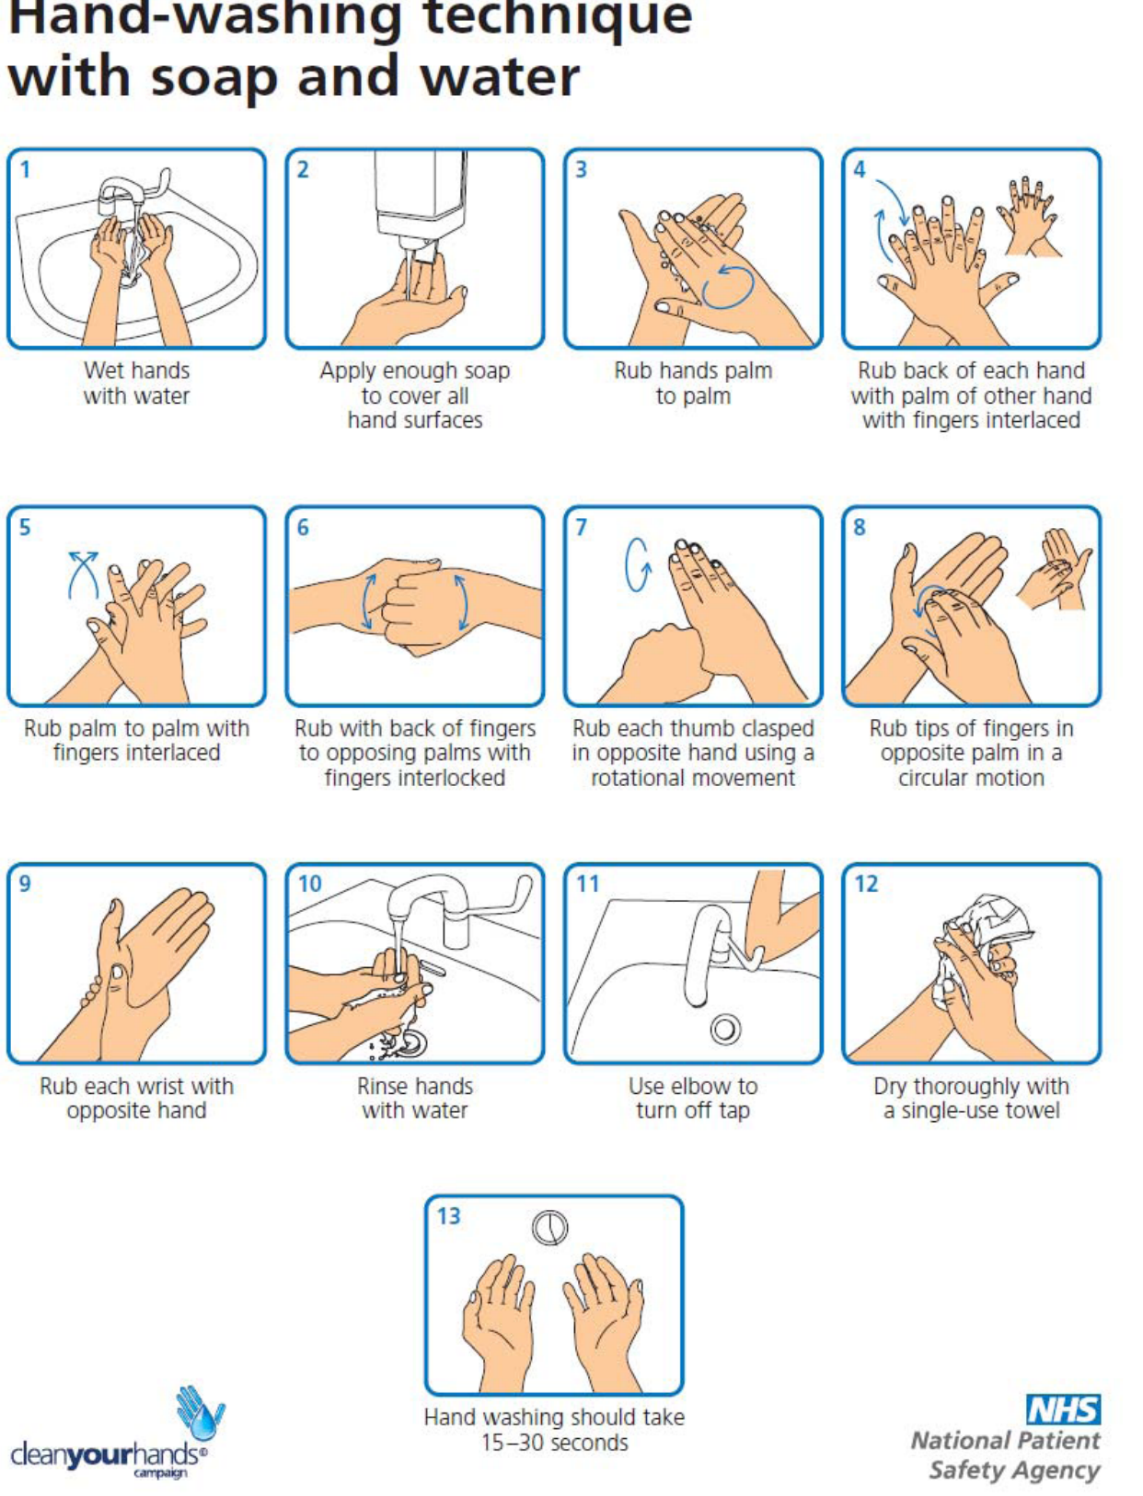 Hand-washing technique
with soap and water
1
2
3
4
Wet hands
with water
Apply enough soap
to cover all
hand surfaces
Rub hands palm
to palm
Rub back of each hand
with palm of other hand
with fingers interlaced
5
6
7
8
Rub palm to palm with
fingers interlaced
Rub with back of fingers
to opposing palms with
fingers interlocked
Rub each thumb clasped
in opposite hand using a
rotational movement
Rub tips of fingers in
opposite palm in a
circular motion
9
10
11
12
Rub each wrist with
opposite hand
Rinse hands
with water
Use elbow to
turn off tap
Dry thoroughly with
a single-use towel
13
Hand washing should take
15–30 seconds
cleanyourhands©
campaign
NHS
National Patient
Safety Agency